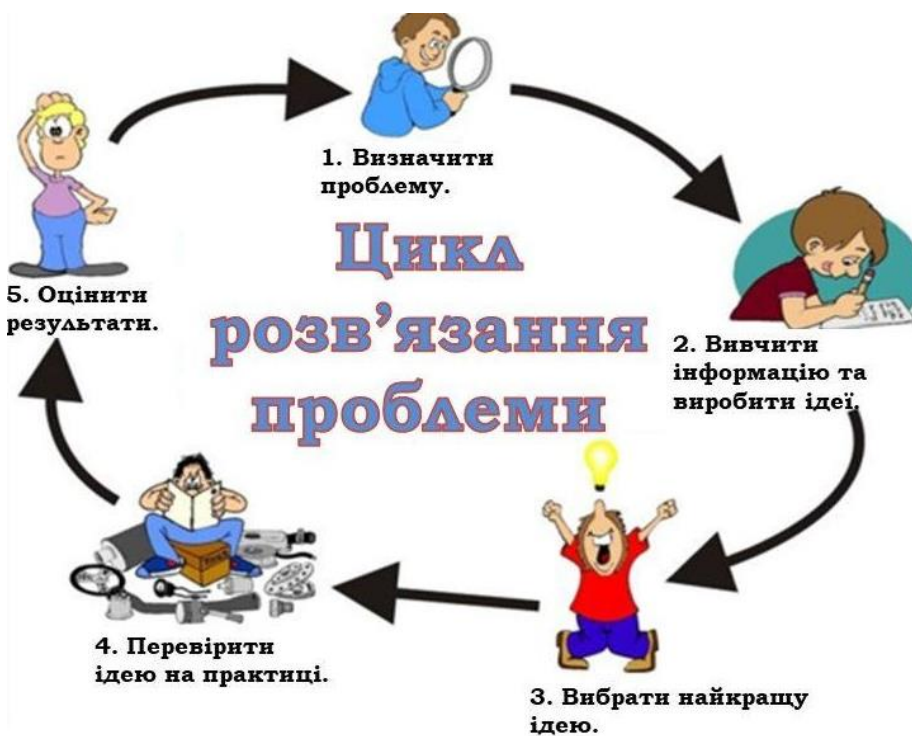 Цикл
розв’язання
проблеми
1. Визначити
проблему.
2. Вивчити
інформацію та
виробити ідеї.
3. Вибрати найкращу
ідею.
4. Перевірити
ідею на практиці.
5. Оцінити
результати.